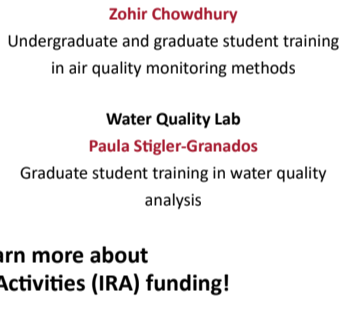 Zohir Chowdhury
Undergraduate and graduate student training
in air quality monitoring methods
Water Quality Lab
Paula Stigler-Granados
Graduate student training in water quality
analysis
arn more about
Activities (IRA) funding!